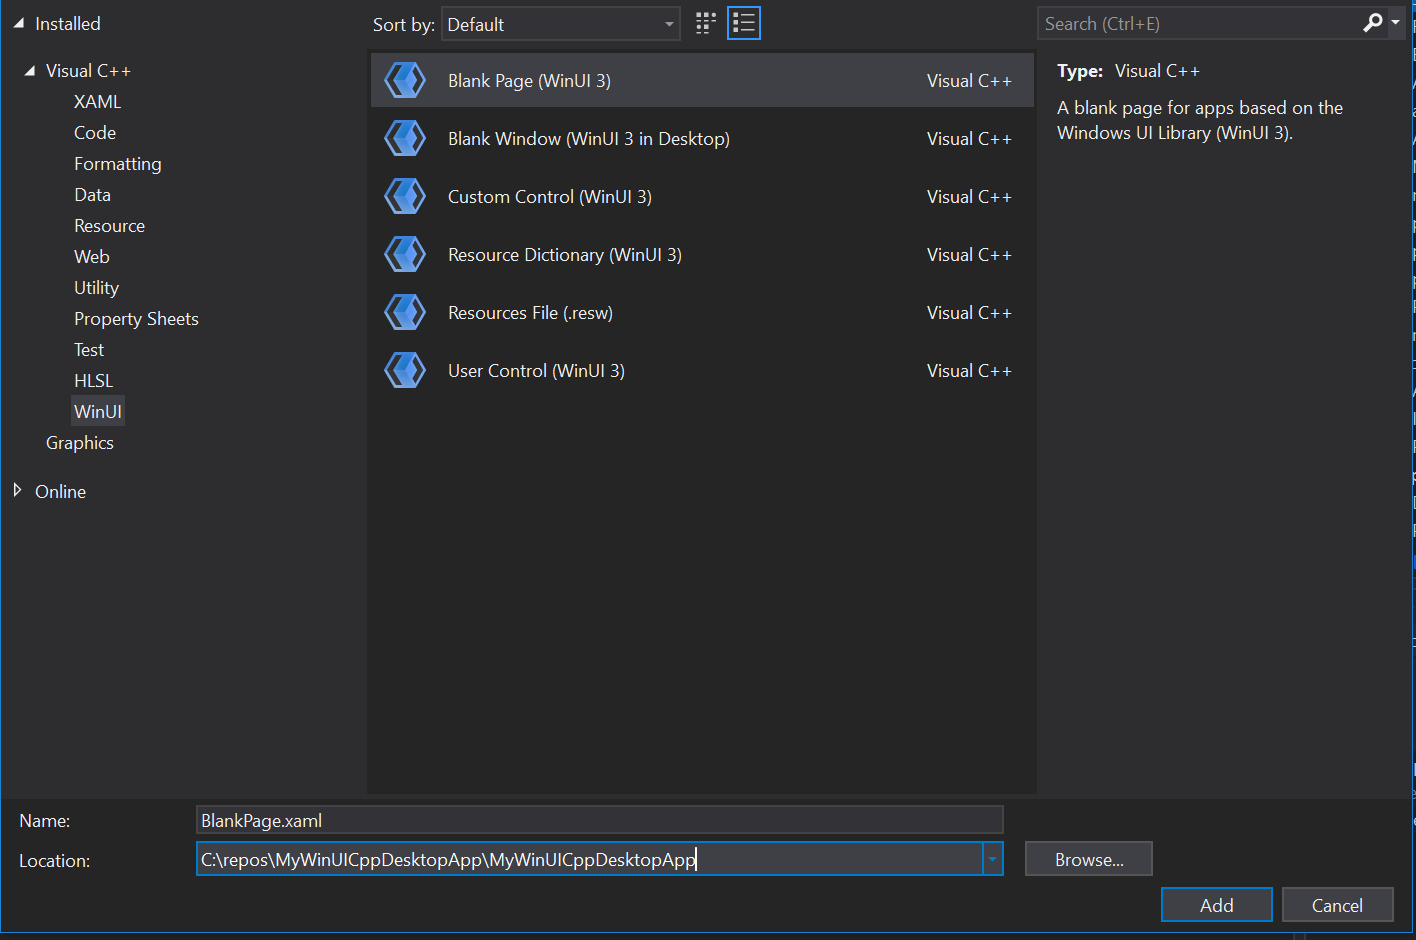 Installed
Sort by: Default
Search (Ctrl+E)
Visual C++
XAML
Code
Formatting
Data
Resource
Web
Utility
Property Sheets
Test
HLSL
WinUI
Graphics
Online
Blank Page (WinUI 3) Visual C++
Blank Window (WinUI 3 in Desktop) Visual C++
Custom Control (WinUI 3) Visual C++
Resource Dictionary (WinUI 3) Visual C++
Resources File (.resw) Visual C++
User Control (WinUI 3) Visual C++
Type: Visual C++
A blank page for apps based on the
Windows UI Library (WinUI 3).
Name: BlankPage.xaml
Location: C:\repos\MyWinUICppDesktopApp\MyWinUICppDesktopApp
Browse...
Add Cancel